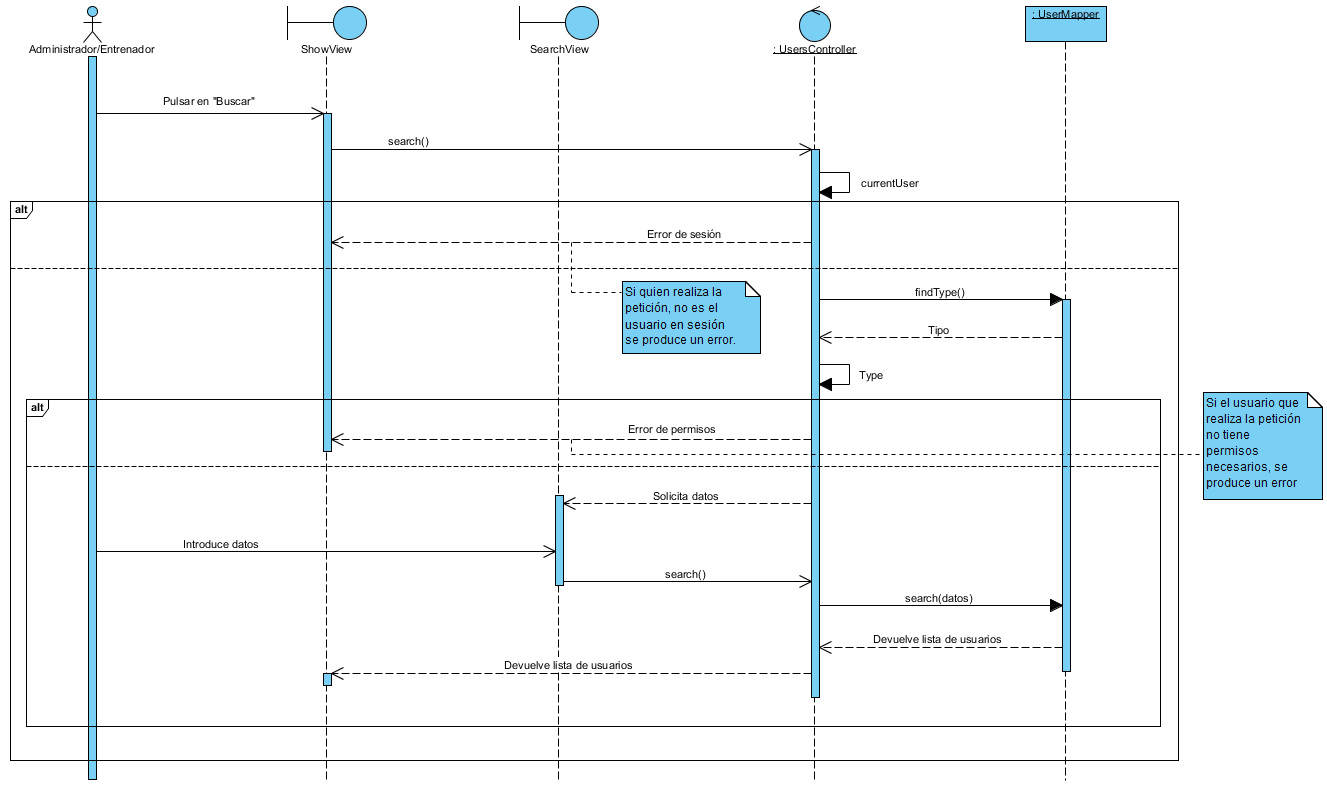 : UserMapper
Administrador/Entrenador
ShowView
SearchView
: UsersController
Pulsar en "Buscar"
search()
currentUser
alt
Error de sesión
Si quien realiza la
petición, no es el
usuario en sesión
se produce un error.
findType()
Tipo
Type
alt
Error de permisos
Si el usuario que
realiza la petición
no tiene
permisos
necesarios, se
produce un error
Solicita datos
Introduce datos
search()
search(datos)
Devuelve lista de usuarios
Devuelve lista de usuarios